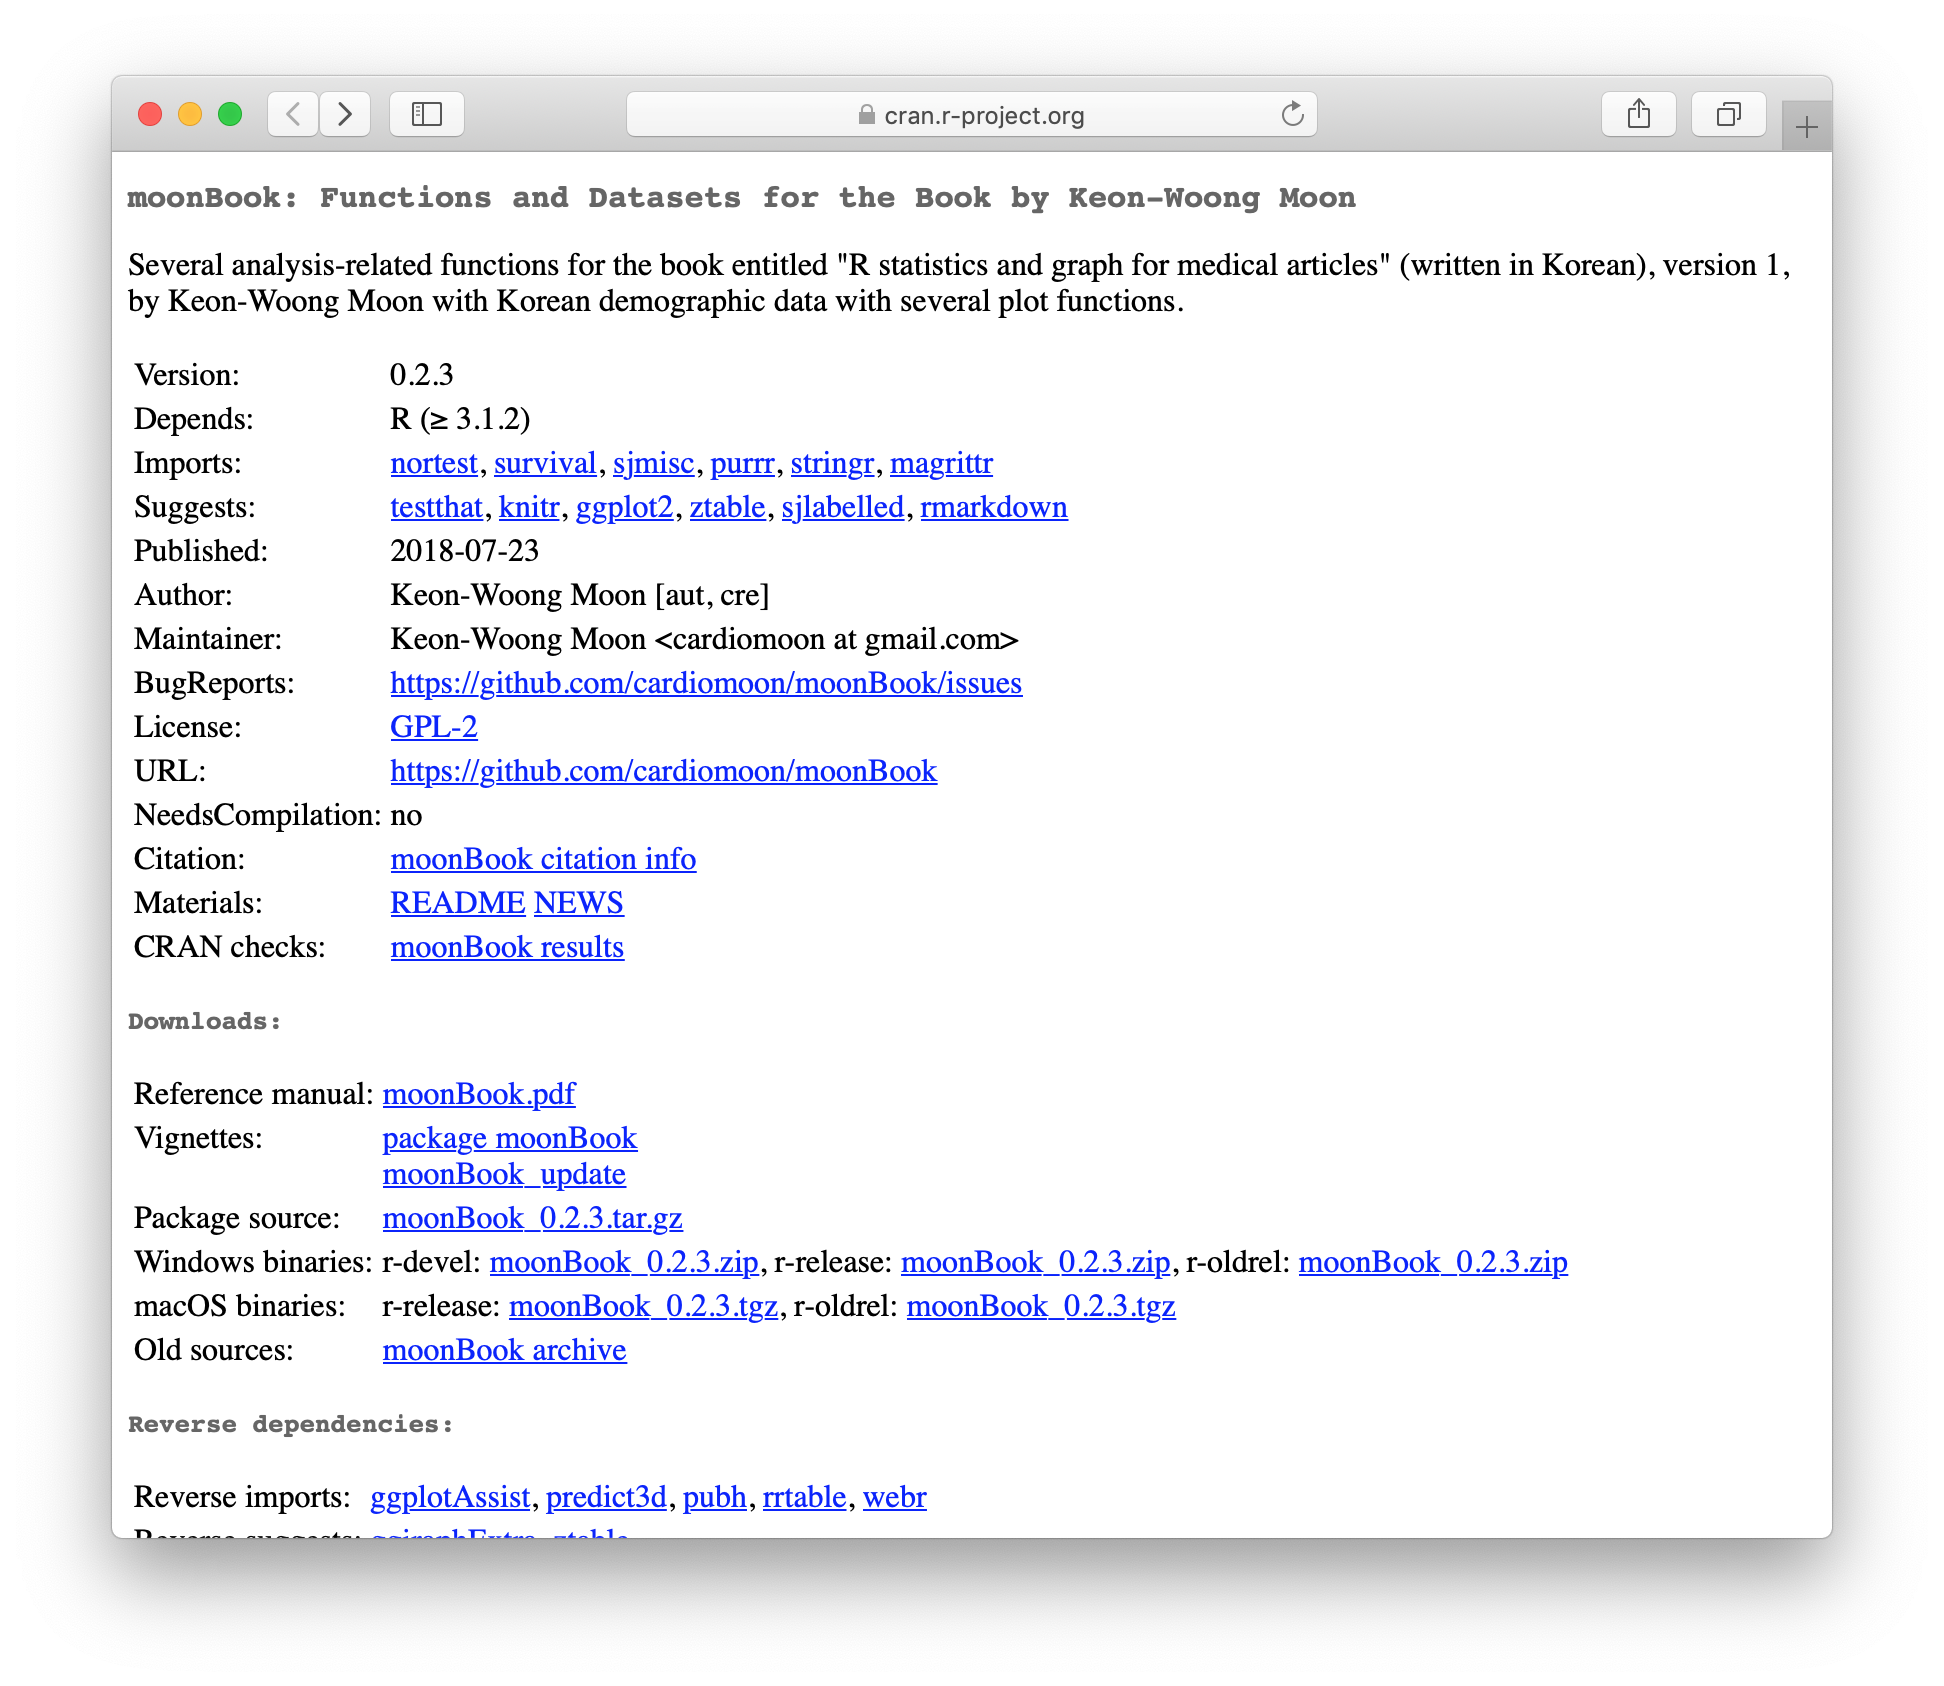 cran.r-project.org
moonBook: Functions and Datasets for the Book by Keon-Woong Moon
Several analysis-related functions for the book entitled "R statistics and graph for medical articles" (written in Korean), version 1,
by Keon-Woong Moon with Korean demographic data with several plot functions.
Version: 0.2.3
Depends: R (≥ 3.1.2)
Imports: nortest, survival, sjmisc, purrr, stringr, magrittr
Suggests: testthat, knitr, ggplot2, ztable, sjlabelled, rmarkdown
Published: 2018-07-23
Author: Keon-Woong Moon [aut, cre]
Maintainer: Keon-Woong Moon <cardiomoon at gmail.com>
BugReports: https://github.com/cardiomoon/moonBook/issues
License: GPL-2
URL: https://github.com/cardiomoon/moonBook
NeedsCompilation: no
Citation: moonBook citation info
Materials: README NEWS
CRAN checks: moonBook results
Downloads:
Reference manual: moonBook.pdf
Vignettes: package moonBook
moonBook_update
Package source: moonBook_0.2.3.tar.gz
Windows binaries: r-devel: moonBook_0.2.3.zip, r-release: moonBook_0.2.3.zip, r-oldrel: moonBook_0.2.3.zip
macOS binaries: r-release: moonBook_0.2.3.tgz, r-oldrel: moonBook_0.2.3.tgz
Old sources: moonBook archive
Reverse dependencies:
Reverse imports: ggplotAssist, predict3d, pubh, rrtable, webr
Reverse suggests: ggiraphExtra, ztable